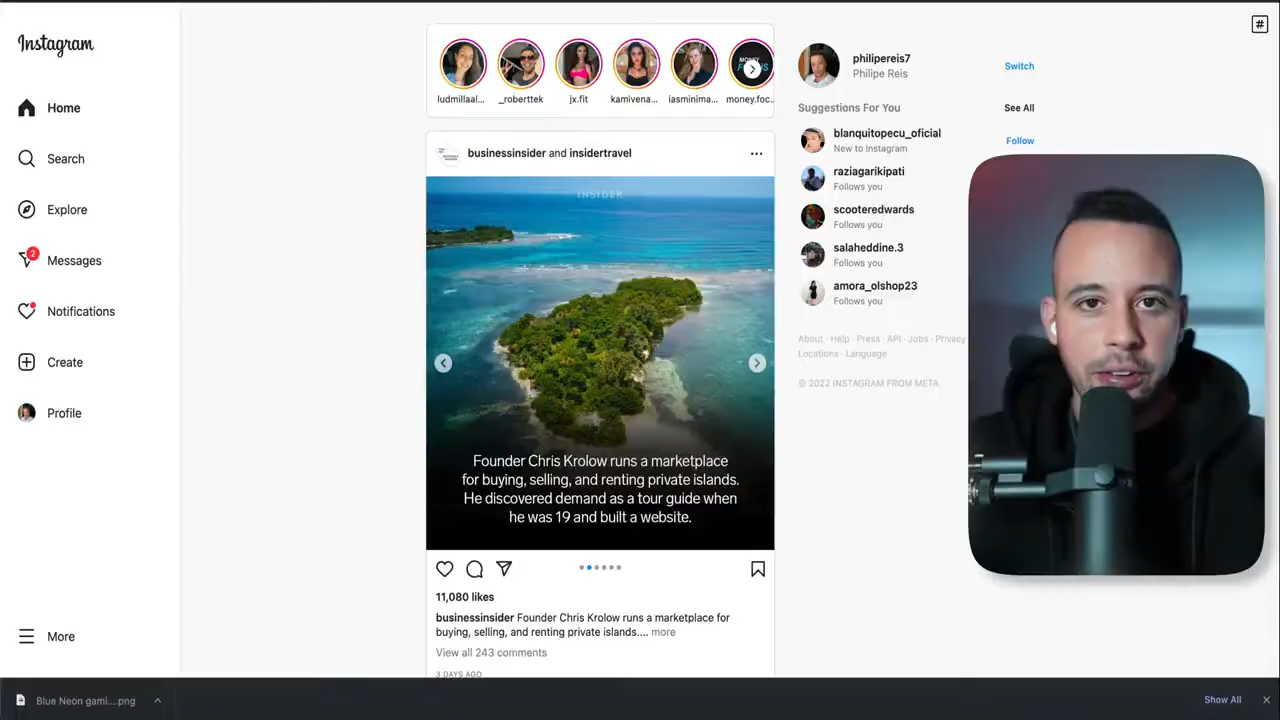 Instagram
Home
Search
Explore
2
Messages
Notifications
Create
Profile
More
ludmillaal...
_roberttek
jx.fit
kamivena...
iasminima...
money.foc...
businessinsider and insidertravel
INSIDER
Founder Chris Krolow runs a marketplace
for buying, selling, and renting private islands.
He discovered demand as a tour guide when
he was 19 and built a website.
11,080 likes
businessinsider Founder Chris Krolow runs a marketplace for
buying, selling, and renting private islands.... more
View all 243 comments
3 DAYS AGO
#
philipereis7
Philipe Reis
Switch
Suggestions For You
See All
blanquitopecu_oficial
New to Instagram
Follow
raziagarikipati
Follows you
scooteredwards
Follows you
salaheddine.3
Follows you
amora_olshop23
Follows you
About · Help · Press · API · Jobs · Privacy
Locations · Language
© 2022 INSTAGRAM FROM META
Blue Neon gami....png
Show All